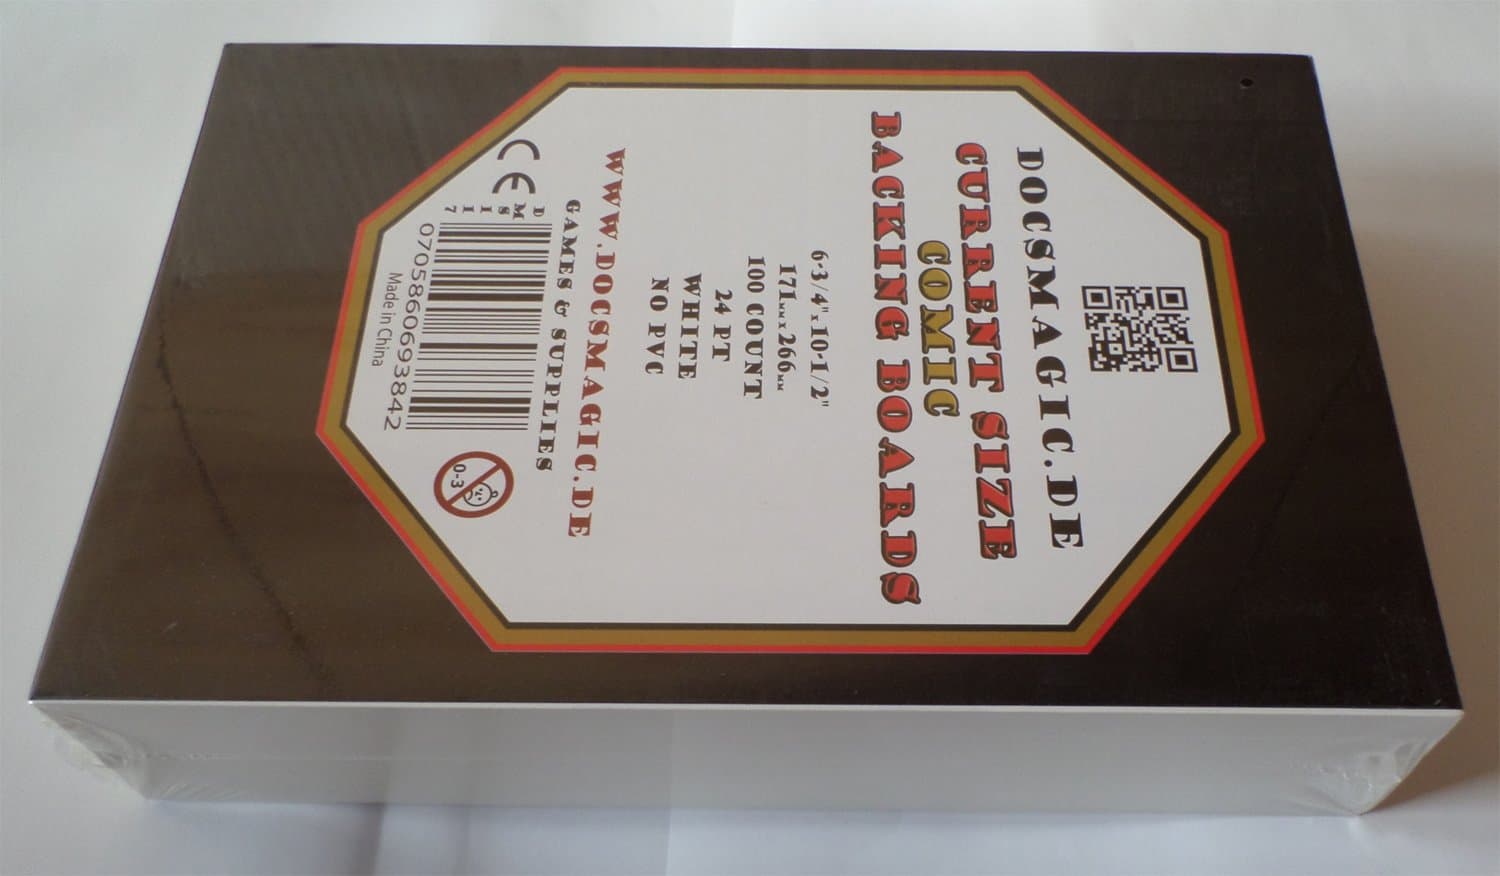 DOCSMAGIC.DE
CURRENT SIZE
COMIC
BACKING BOARDS
6-3/4" x 10-1/2"
171MM x 266MM
100 COUNT
24 PT
WHITE
NO PVC
WWW.DOCSMAGIC.DE
GAMES & SUPPLIES
CE
D
M
S
I
I
I
7
0705860693842
Made in China
0-3